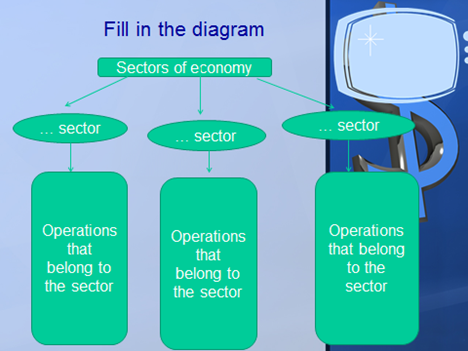 Fill in the diagram
Sectors of economy
... sector
... sector
... sector
Operations
that
belong to
the sector
Operations
that
belong to
the sector
Operations
that belong
to the
sector